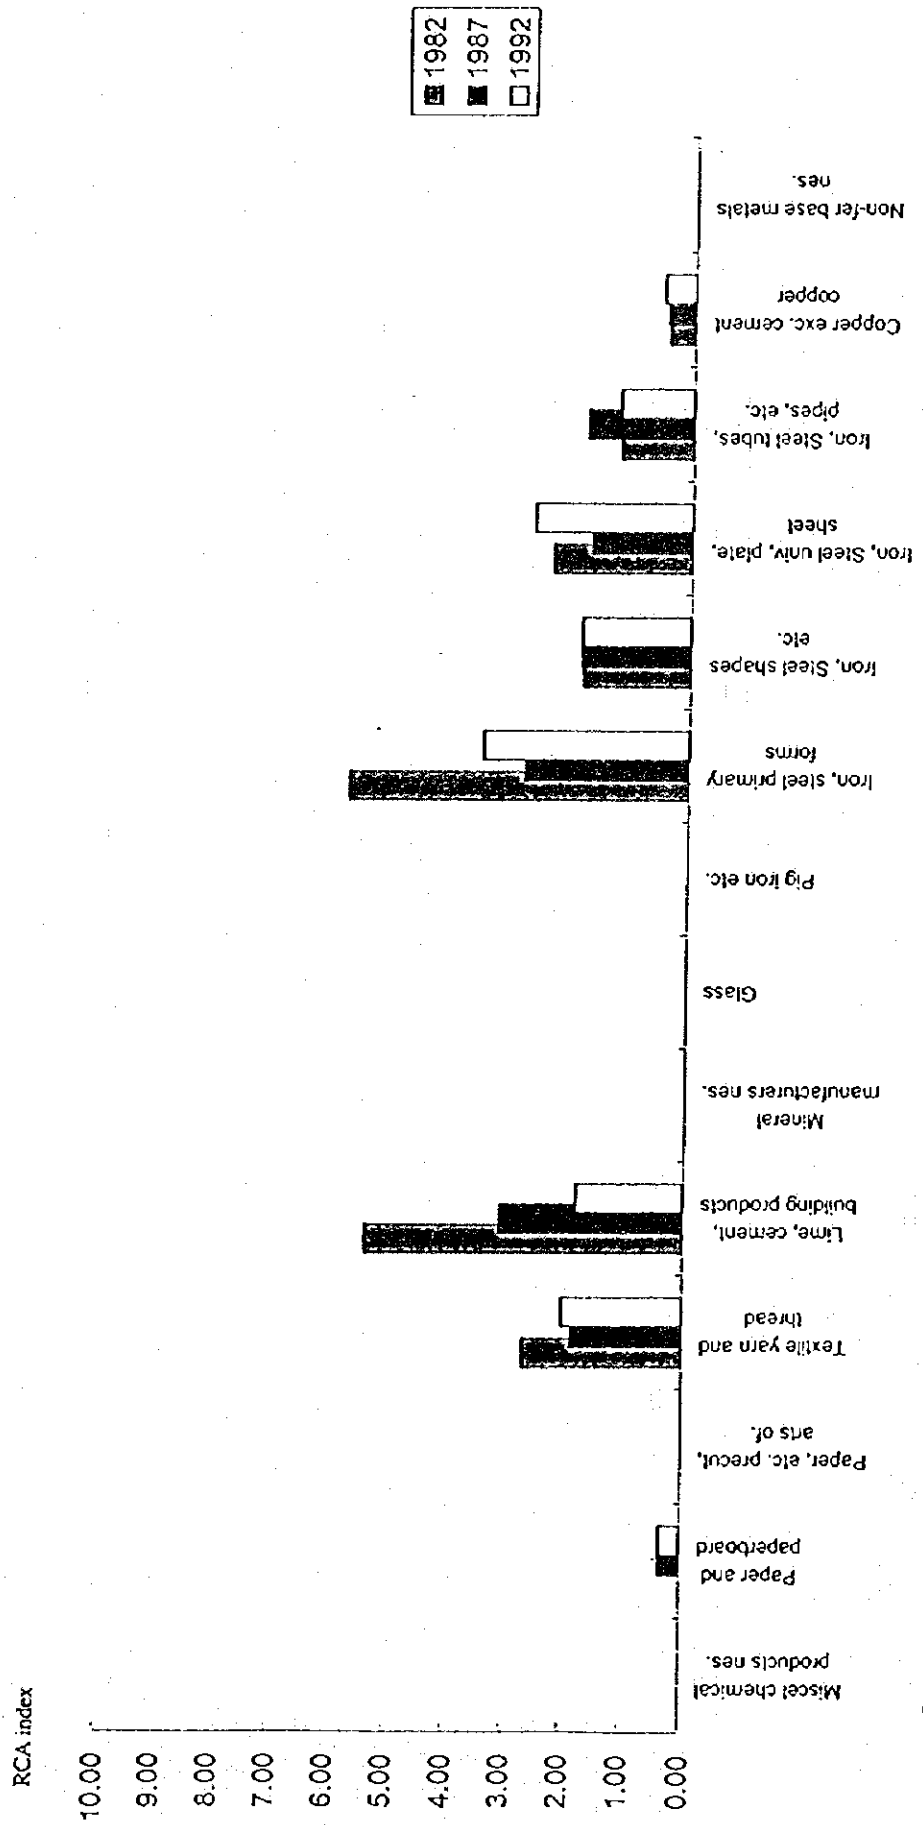 RCA index
10.00
9.00
8.00
7.00
6.00
5.00
4.00
3.00
2.00
1.00
0.00
Miscel chemical
products nes.
Paper and
paperboard
Paper, etc. precut,
arts of.
Textile yarn and
thread
Lime, cement,
building products
Mineral
manufacturers nes.
Glass
Pig iron etc.
Iron, steel primary
forms
Iron, Steel shapes
etc.
Iron, Steel univ, plate,
sheet
Iron, Steel tubes,
pipes, etc.
Copper exc. cement
copper
Non-fer base metals
nes.
1982
1987
1992